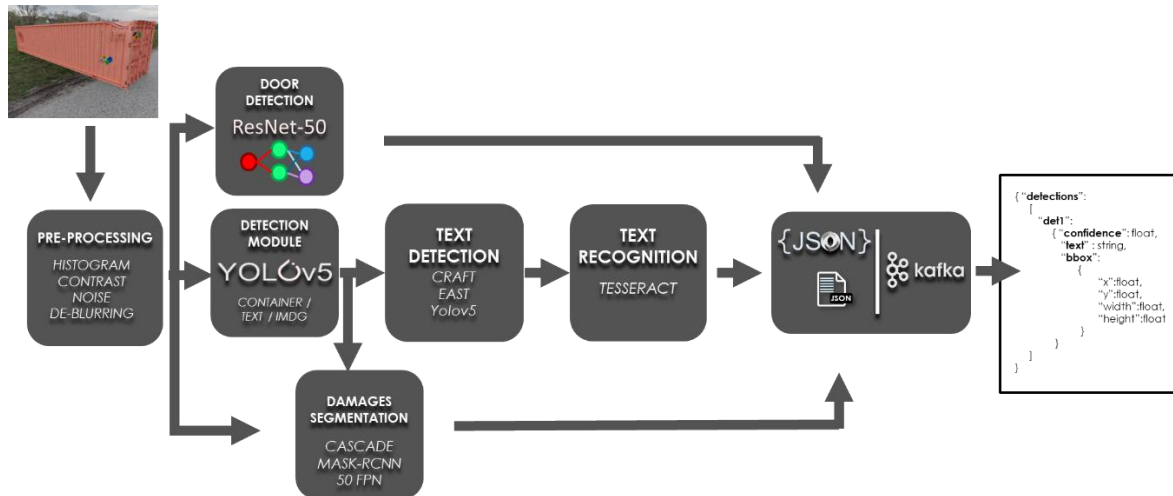 DOOR
DETECTION
ResNet-50
PRE-PROCESSING
HISTOGRAM
CONTRAST
NOISE
DE-BLURRING
DETECTION
MODULE
YOLOv5
CONTAINER /
TEXT / IMDG
TEXT
DETECTION
CRAFT
EAST
Yolov5
TEXT
RECOGNITION
TESSERACT
DAMAGES
SEGMENTATION
CASCADE
MASK-RCNN
50 FPN
{JSON}
JSON
kafka
{ "detections":
[
"det1":
{ "confidence": float,
"text" : string,
"bbox":
{
"x":float,
"y":float,
"width":float,
"height":float
}
}
]
}